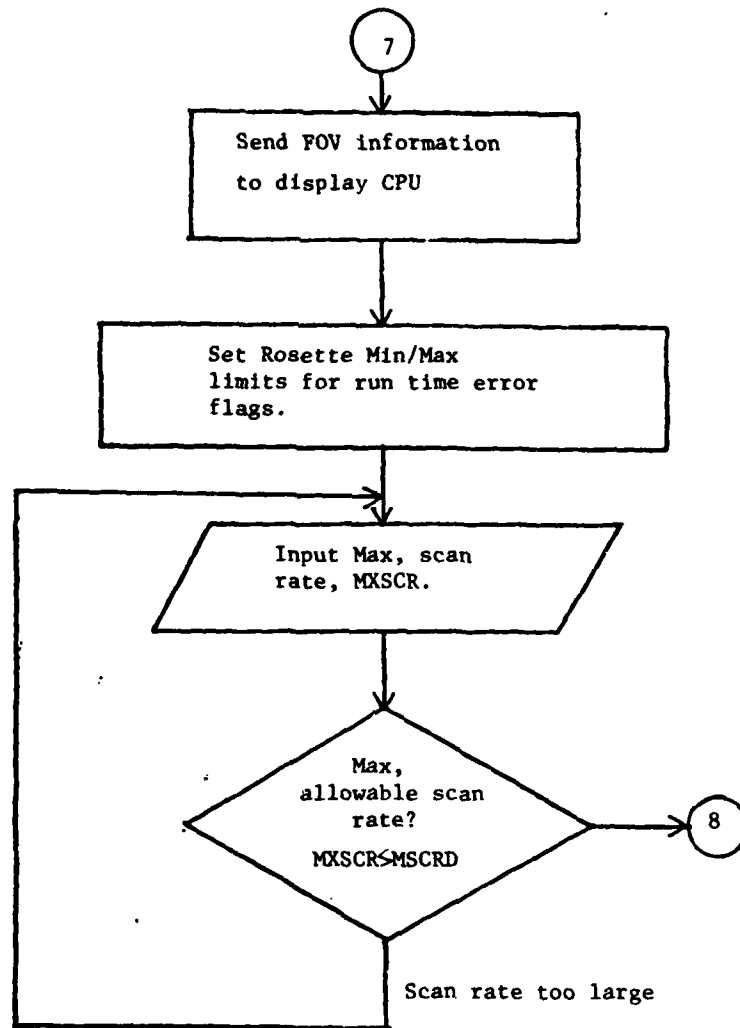 7
Send FOV information
to display CPU
Set Rosette Min/Max
limits for run time error
flags.
Input Max, scan
rate, MXSCR.
Max,
allowable scan
rate?
MXSCR≤MSCRD
8
Scan rate too large